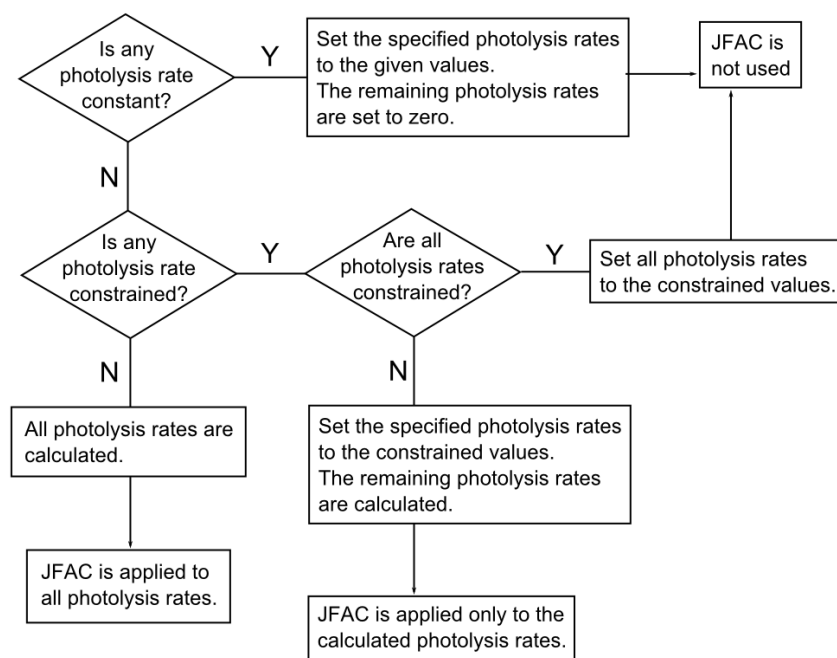 Is any
photolysis rate
constant?
Y
Set the specified photolysis rates
to the given values.
The remaining photolysis rates
are set to zero.
JFAC is
not used
N
Is any
photolysis rate
constrained?
Y
Are all
photolysis rates
constrained?
Y
Set all photolysis rates
to the constrained values.
N
All photolysis rates are
calculated.
N
Set the specified photolysis rates
to the constrained values.
The remaining photolysis rates
are calculated.
JFAC is applied to
all photolysis rates.
JFAC is applied only to the
calculated photolysis rates.